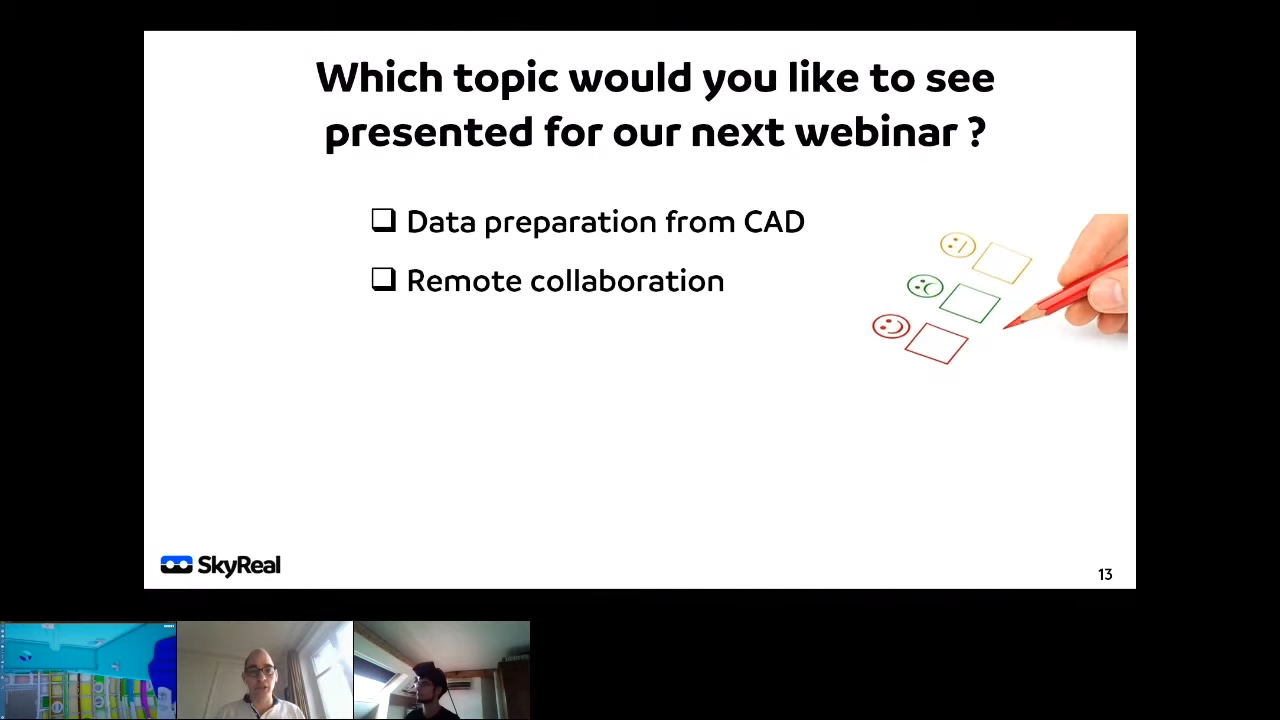 Which topic would you like to see
presented for our next webinar ?
❑ Data preparation from CAD
❑ Remote collaboration
SkyReal
13